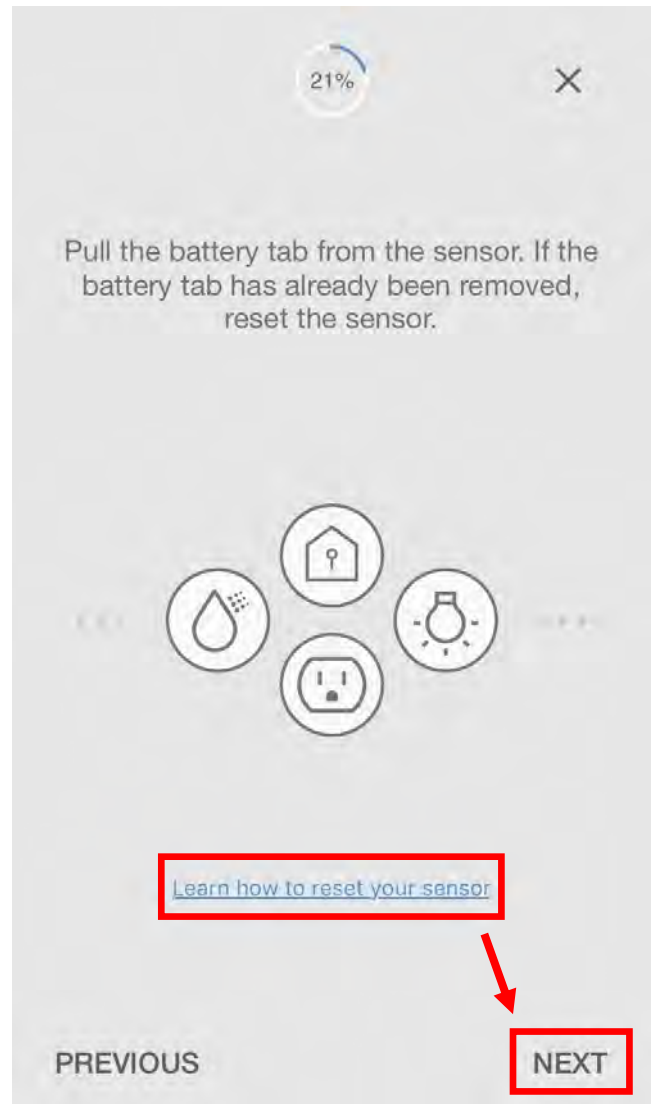 21%
Pull the battery tab from the sensor. If the
battery tab has already been removed,
reset the sensor.
Learn how to reset your sensor
PREVIOUS
NEXT